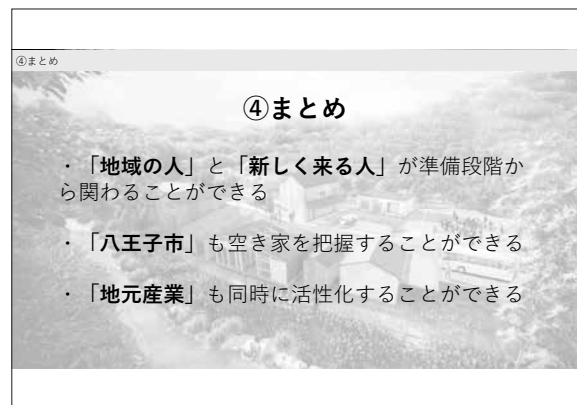 ④まとめ
④まとめ
・「地域の人」と「新しく来る人」が準備段階か
ら関わることができる
・「八王子市」も空き家を把握することができる
・「地元産業」も同時に活性化することができる